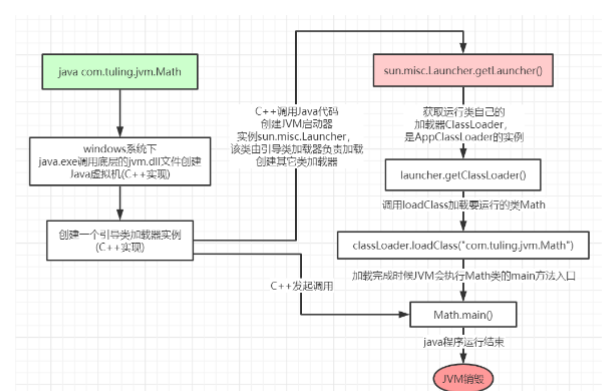 java com.tuling.jvm.Math
windows系统下
java.exe调用底层的jvm.dll文件创建
Java虚拟机(C++实现)
创建一个引导类加载器实例
(C++实现)
C++调用Java代码
创建JVM启动器
实例sun.misc.Launcher,
该类由引导类加载器负责加载
创建其它类加载器
C++发起调用
sun.misc.Launcher.getLauncher()
获取运行类自己的
加载器ClassLoader,
是AppClassLoader的实例
launcher.getClassLoader()
调用loadClass加载要运行的类Math
classLoader.loadClass("com.tuling.jvm.Math")
加载完成时候JVM会执行Math类的main方法入口
Math.main()
java程序运行结束
JVM销毁